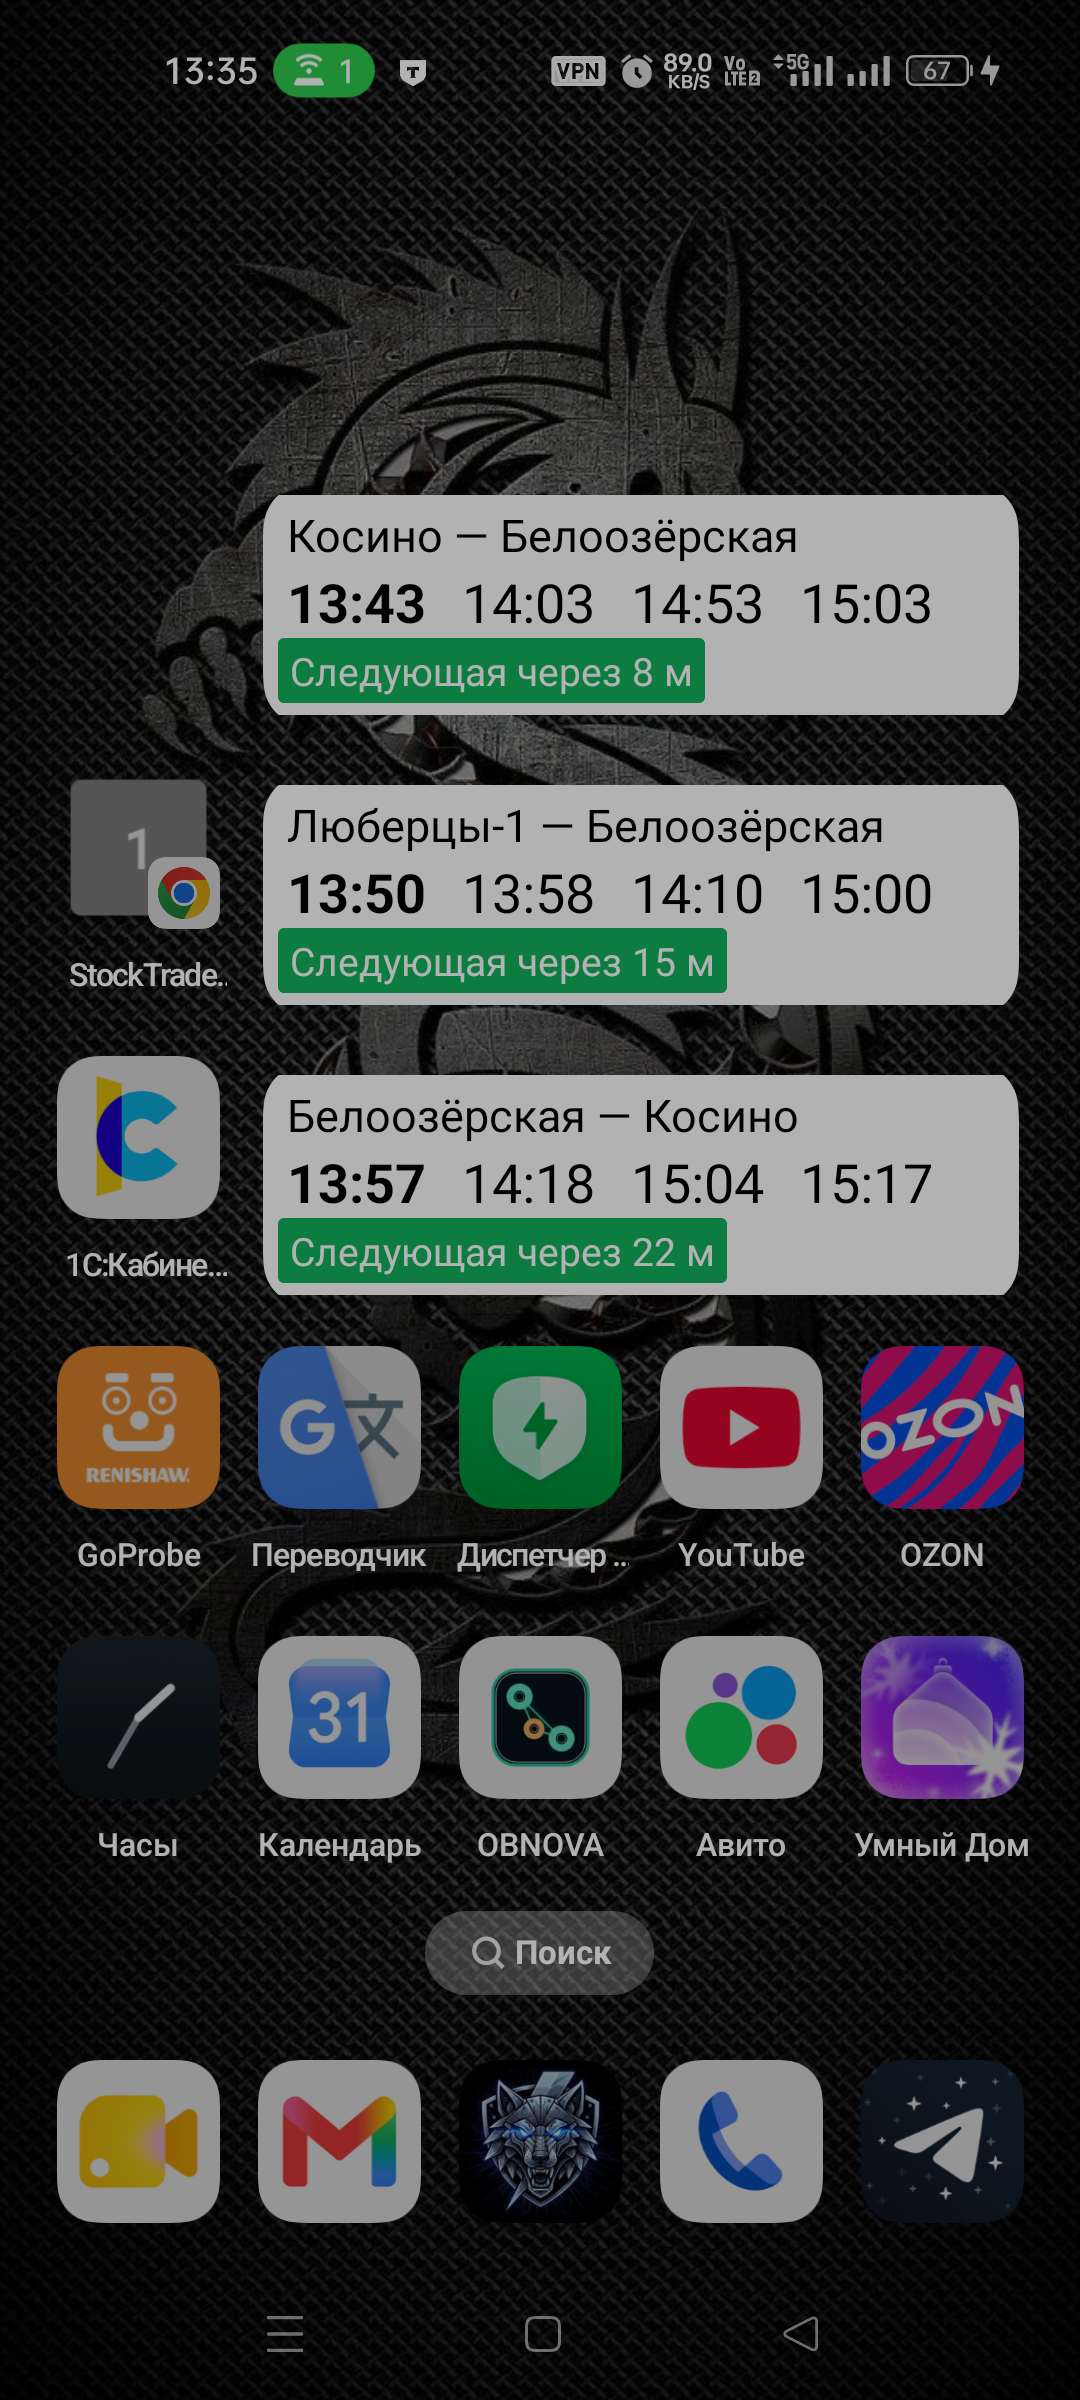 13:35 1 VPN 89.0 KB/S Vo LTE 2 5G 67
Косино — Белоозёрская
13:43 14:03 14:53 15:03
Следующая через 8 м
1
StockTrade..
Люберцы-1 — Белоозёрская
13:50 13:58 14:10 15:00
Следующая через 15 м
1С:Кабине...
Белоозёрская — Косино
13:57 14:18 15:04 15:17
Следующая через 22 м
RENISHAW.
G 文
OZON
GoProbe Переводчик Диспетчер .. YouTube OZON
31
Часы Календарь OBNOVA Авито Умный Дом
Поиск